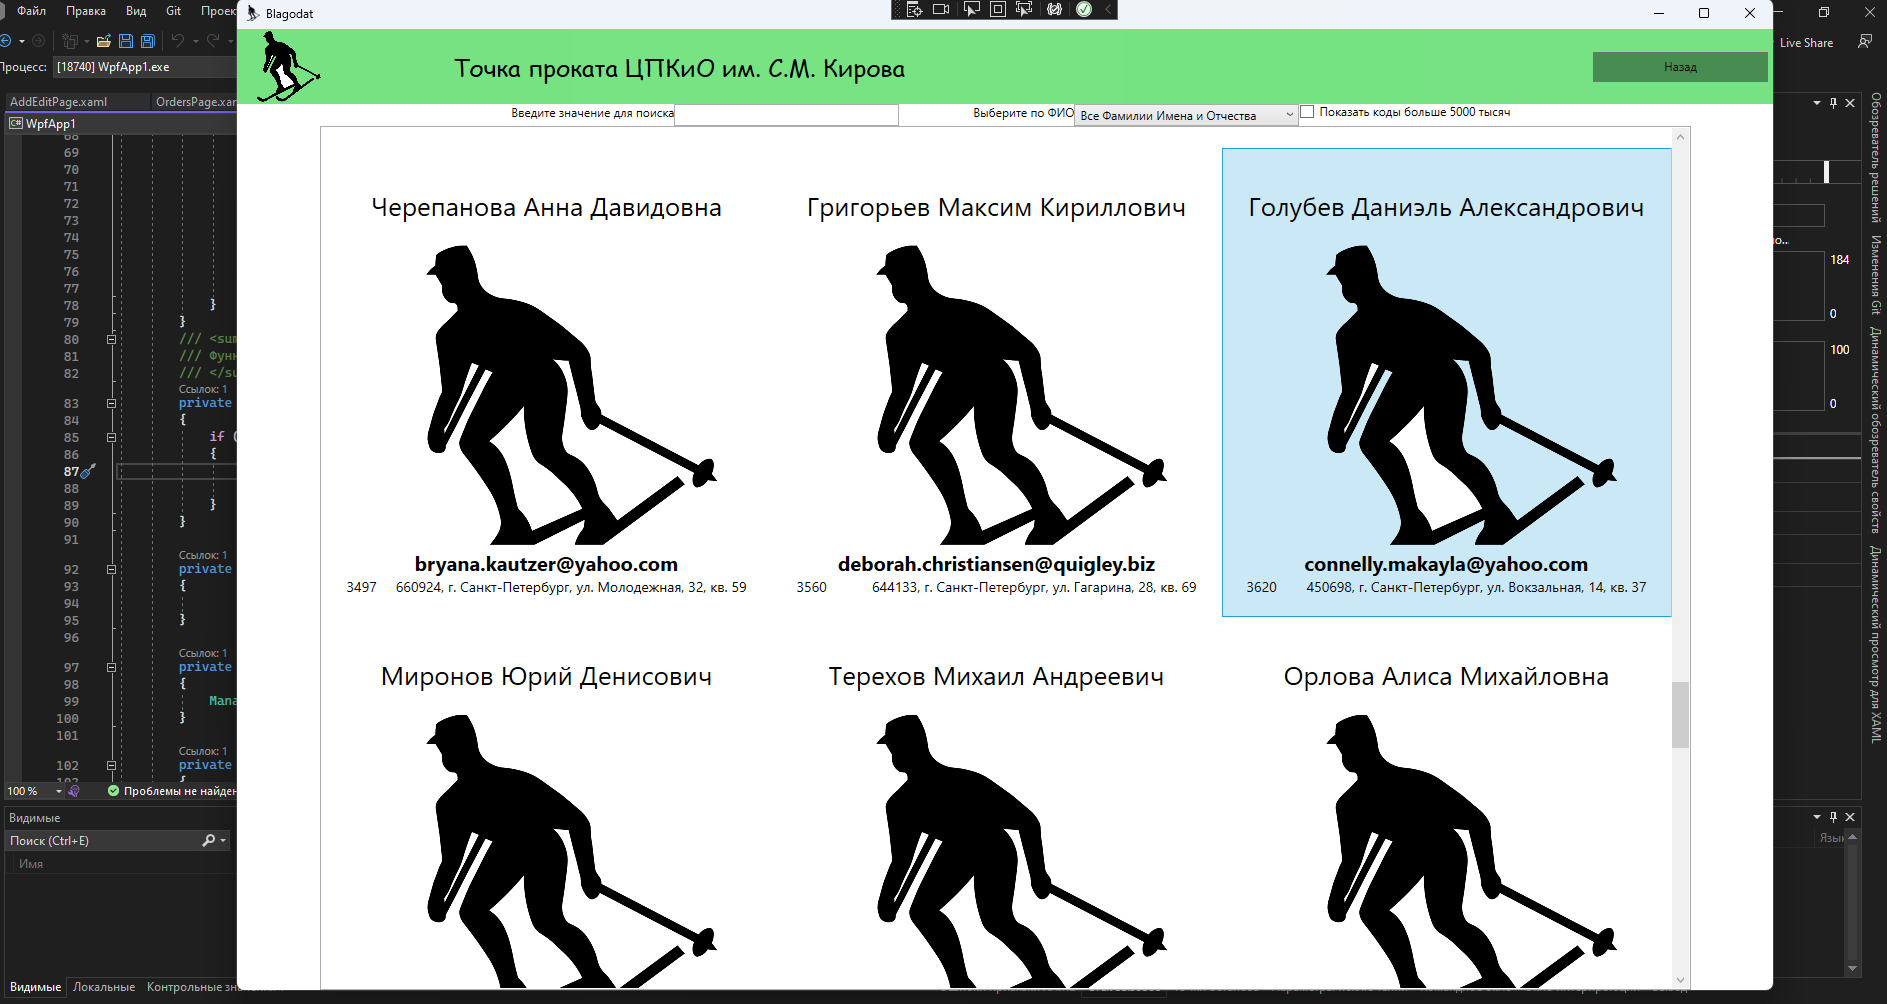 Файл Правка Вид Git Проек
Blagodat
Live Share
Процесс: [18740] WpfApp1.exe
Точка проката ЦПКиО им. С.М. Кирова
Назад
AddEditPage.xaml OrdersPage.xar
WpfApp1
Введите значение для поиска
Выберите по ФИО
Все Фамилии Имена и Отчества
Показать коды больше 5000 тысяч
Черепанова Анна Давидовна
bryana.kautzer@yahoo.com
3497 660924, г. Санкт-Петербург, ул. Молодежная, 32, кв. 59
Григорьев Максим Кириллович
deborah.christiansen@quigley.biz
3560 644133, г. Санкт-Петербург, ул. Гагарина, 28, кв. 69
Голубев Даниэль Александрович
connelly.makayla@yahoo.com
3620 450698, г. Санкт-Петербург, ул. Вокзальная, 14, кв. 37
Миронов Юрий Денисович
Терехов Михаил Андреевич
Орлова Алиса Михайловна
69
70
71
72
73
74
75
76
77
78 }
79 }
80 /// <sum
81 /// Функ
82 /// </su
Ссылок: 1
83 private
84 {
85 if (
86 {
87
88
89 }
90 }
91
Ссылок: 1
92 private
93 {
94
95 }
96
Ссылок: 1
97 private
98 {
99 Mana
100 }
101
Ссылок: 1
102 private
{
100 % Проблемы не найден
Видимые
Поиск (Ctrl+E)
Имя
Видимые Локальные Контрольные
184
0
100
0
Язык
Обозреватель решений
Изменения Git
Динамический обозреватель свойств
Динамический просмотр для XAML